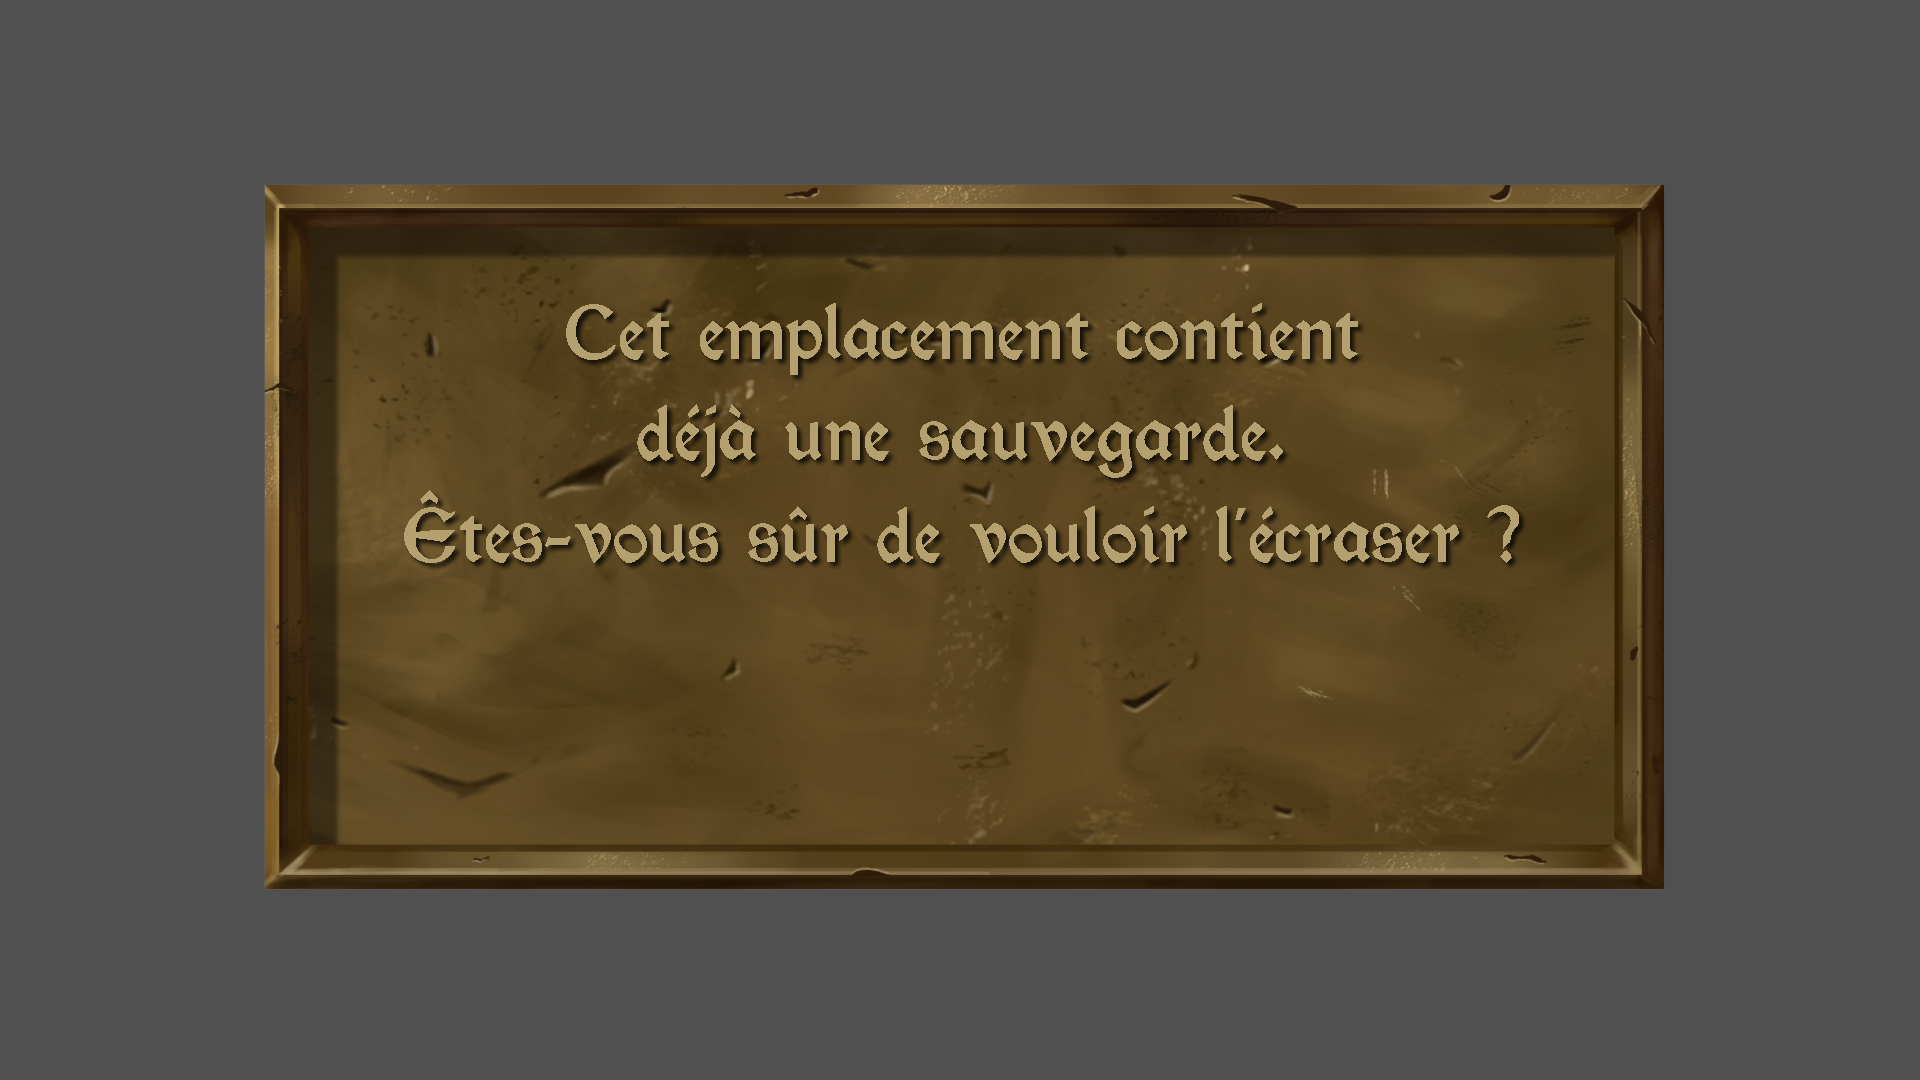 Cet emplacement contient
déjà une sauvegarde.
Êtes-vous sûr de vouloir l'écraser ?